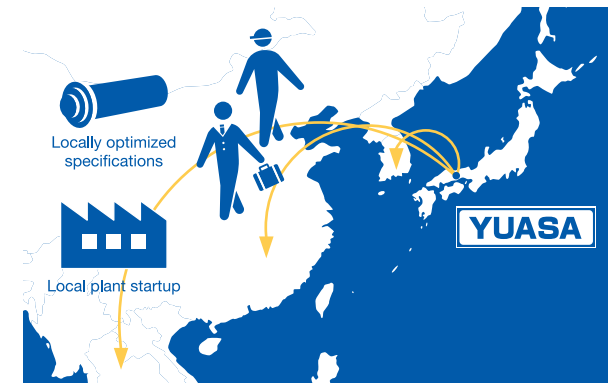 Locally optimized
specifications
YUASA
Local plant startup